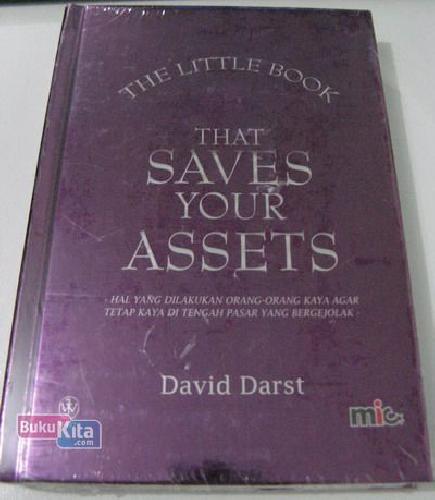 THE LITTLE BOOK
THAT
SAVES
YOUR
ASSETS
- HAL YANG DILAKUKAN ORANG-ORANG KAYA AGAR
TETAP KAYA DI TENGAH PASAR YANG BERGEJOLAK -
David Darst
mic
BukuKita
.com